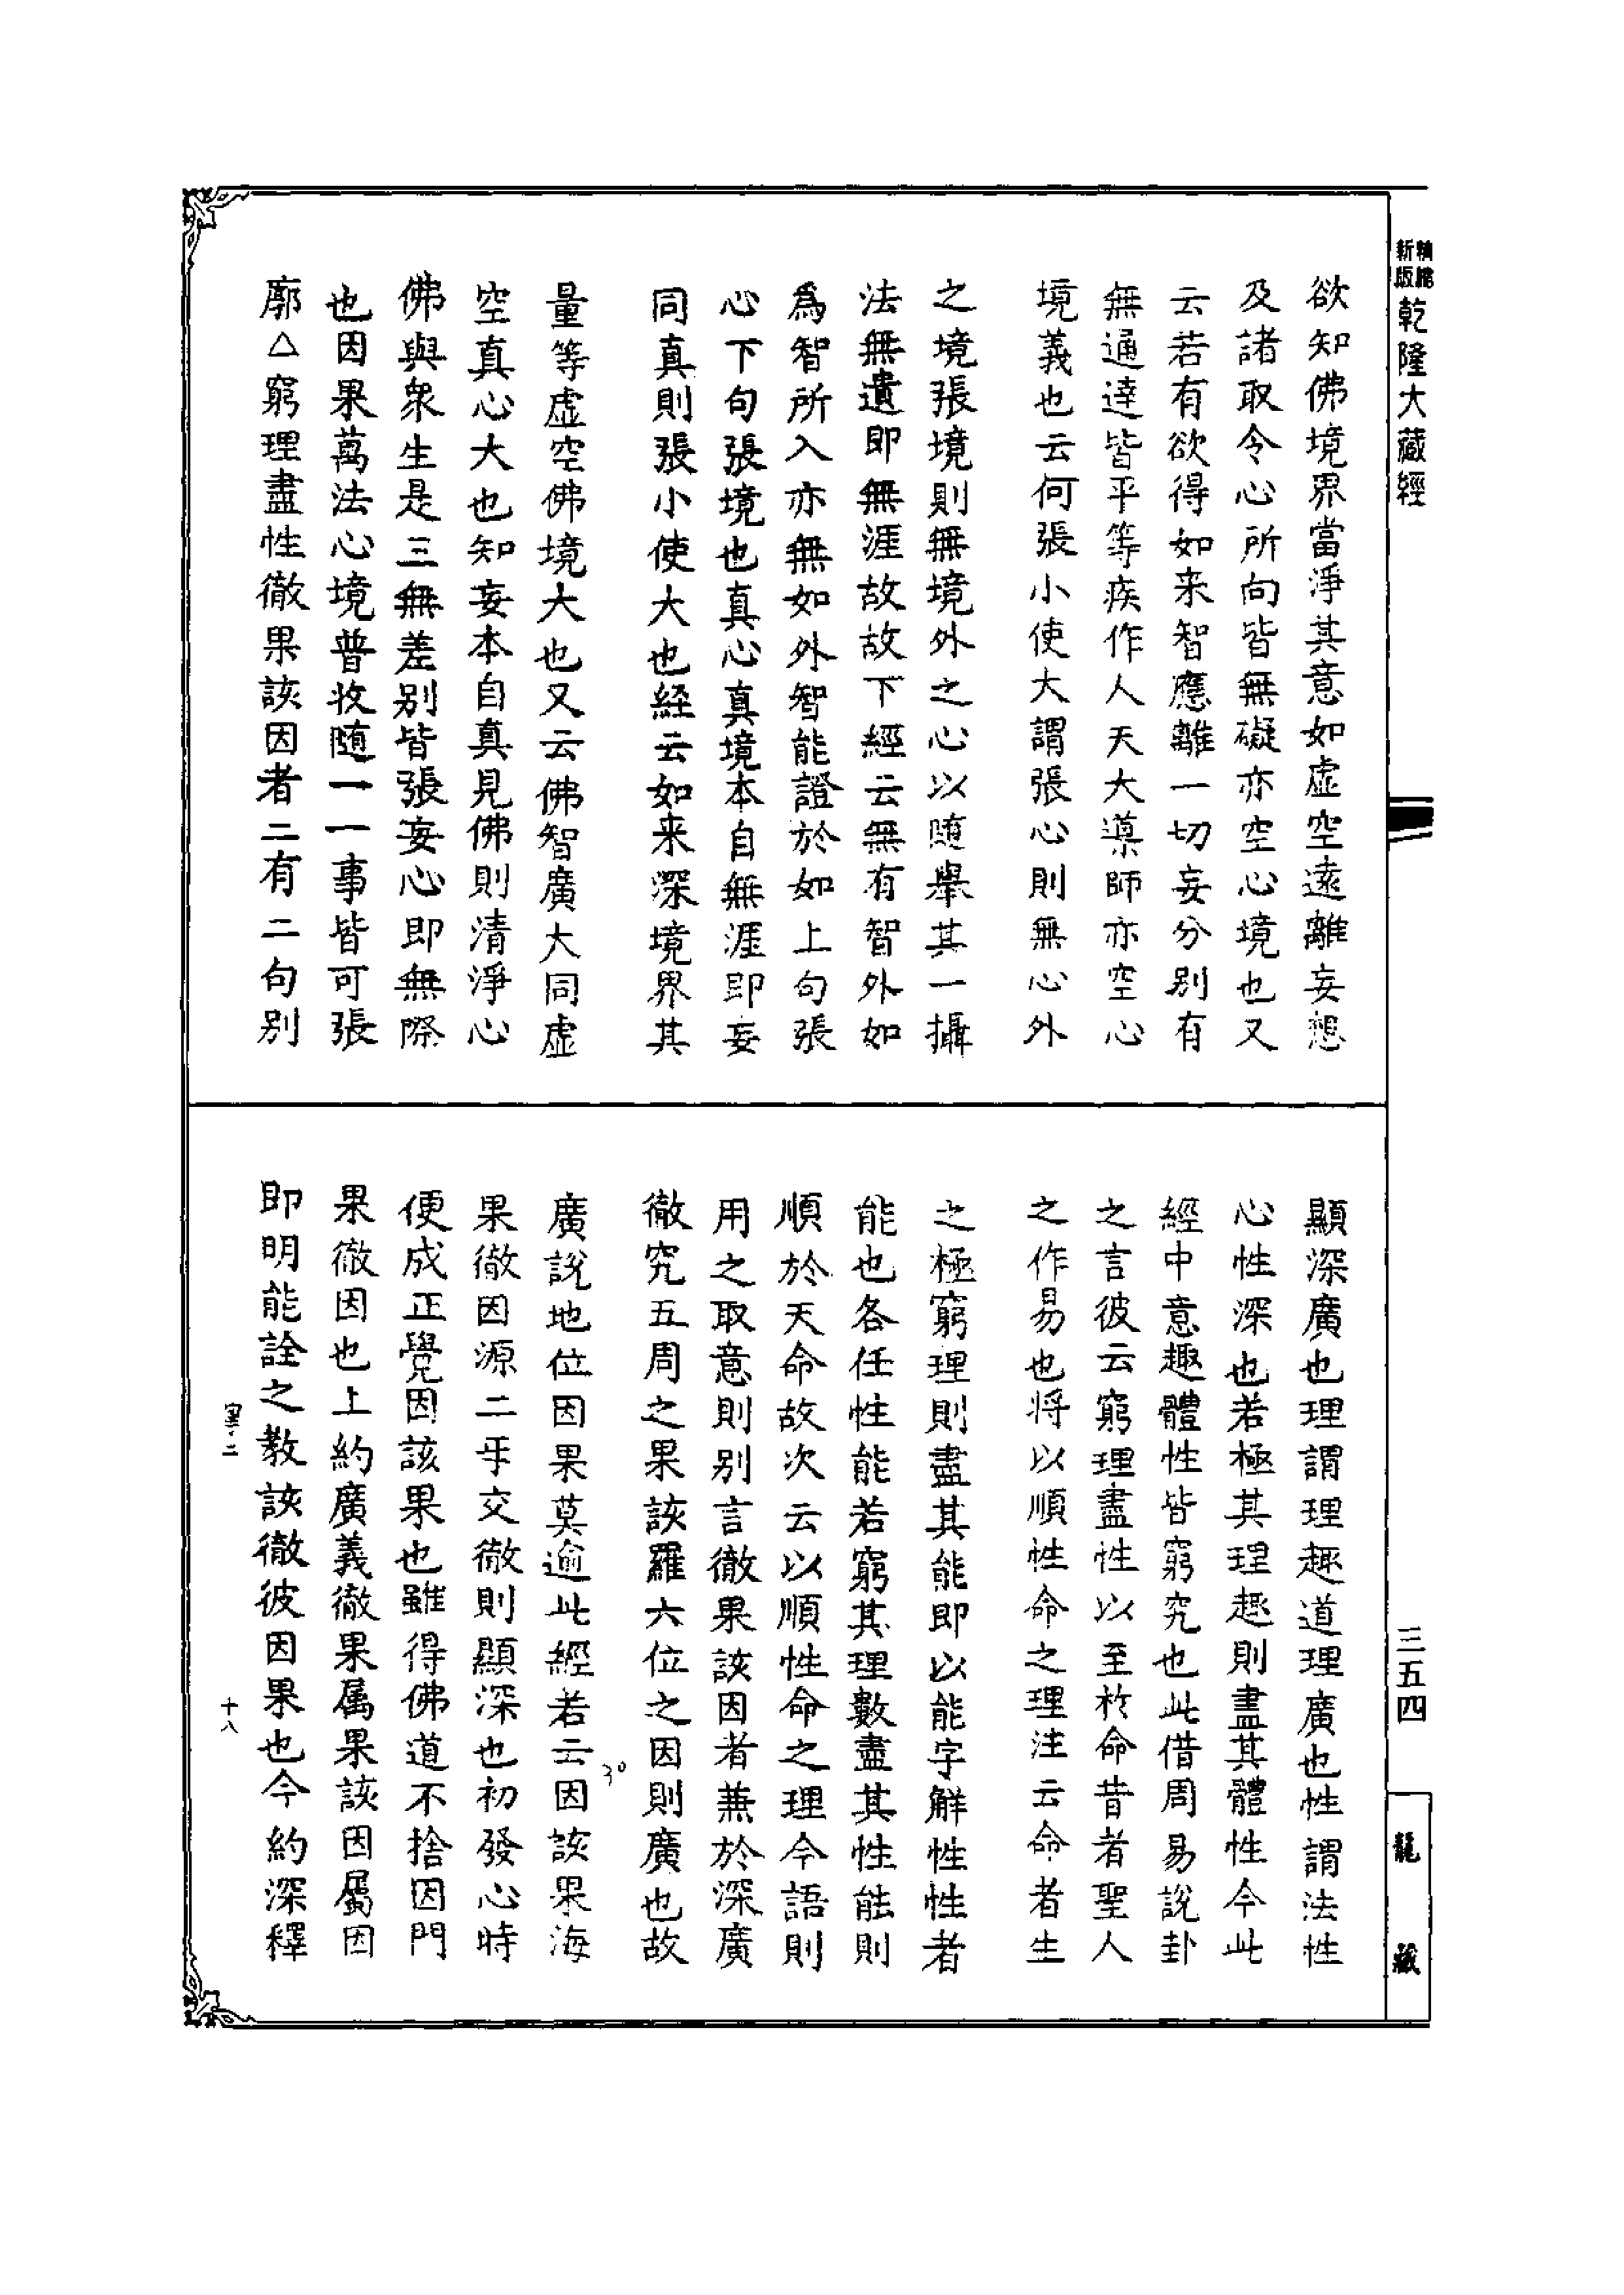 精縮新版
乾隆大藏經
欲知佛境界當淨其意如虛空遠離妄想
及諸取令心所向皆無礙亦空心境也又
云若有欲得如来智應離一切妄分別有
無通達皆平等疾作人天大導師亦空心
境義也云何張小使大謂張心則無心外
之境張境則無境外之心以随舉其一攝
法無遺即無涯故故下經云無有智外如
為智所入亦無如外智能證於如上句張
心下句張境也真心真境本自無涯即妄
同真則張小使大也経云如来深境界其
量等虛空佛境大也又云佛智廣大同虛
空真心大也知妄本自真見佛則清淨心
佛與衆生是三無差別皆張妄心即無際
也因果萬法心境普收随一一事皆可張
廓△窮理盡性徹果該因者二有二句別
顯深廣也理謂理趣道理廣也性謂法性
心性深也若極其理趣則盡其體性今此
經中意趣體性皆窮究也此借周易說卦
之言彼云窮理盡性以至於命昔者聖人
之作易也将以順性命之理注云命者生
之極窮理則盡其能即以能字解性性者
能也各任性能若窮其理數盡其性能則
順於天命故次云以順性命之理今語則
用之取意則别言徹果該因者兼於深廣
徹究五周之果該羅六位之因則廣也故
廣說地位因果莫逾此經若云因該果海
果徹因源二㸦交徹則顯深也初發心時
便成正覺因該果也雖得佛道不捨因門
果徹因也上約廣義徹果属果該因屬因
即明能詮之教該徹彼因果也今約深釋
十八
三五四
龍藏